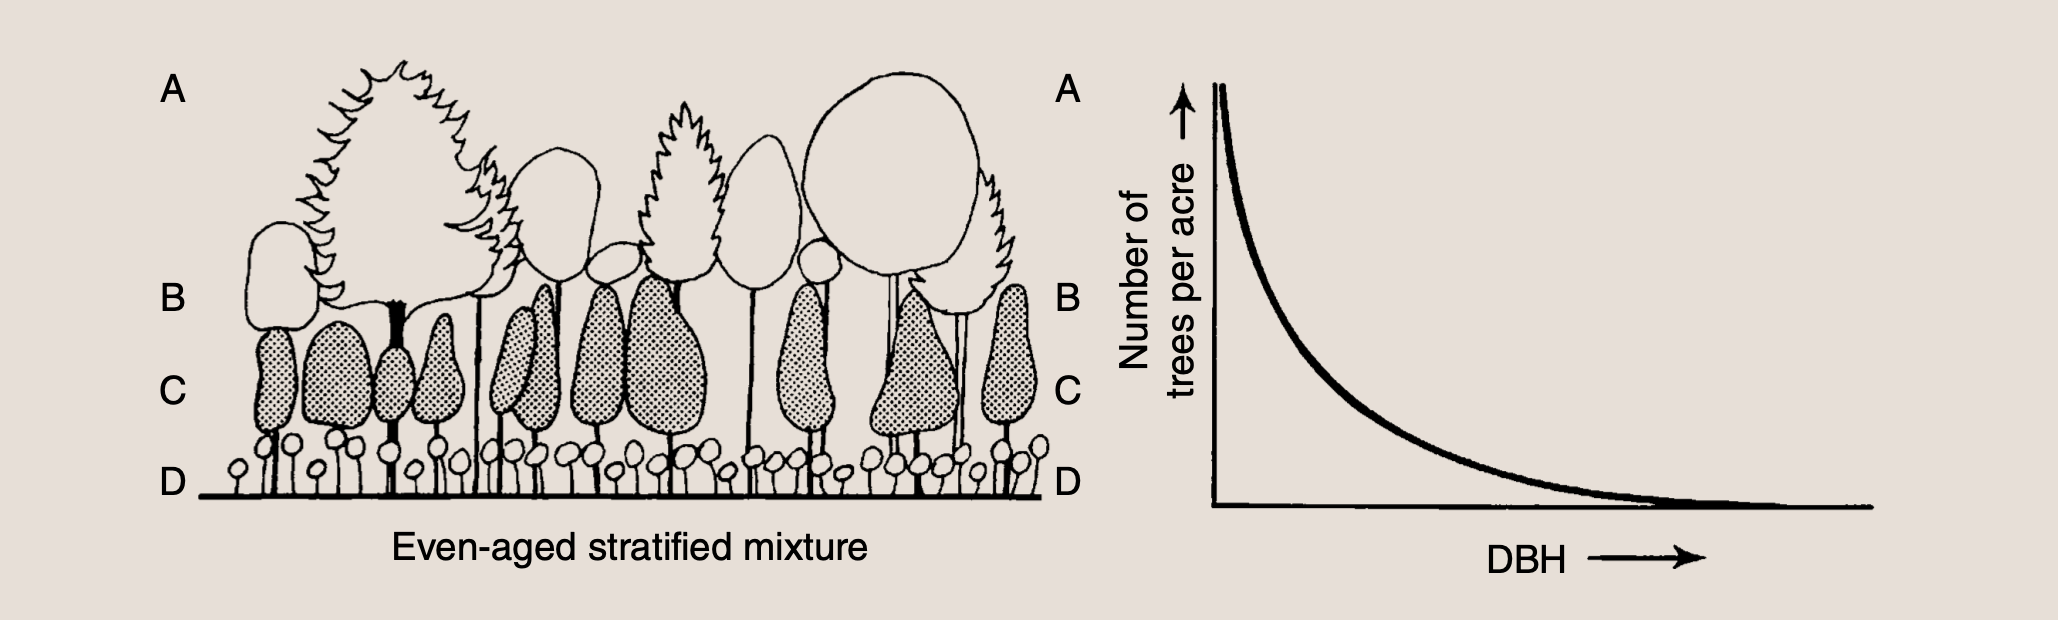 A
B
C
D
A
B
C
D
Even-aged stratified mixture
Number of
trees per acre
DBH